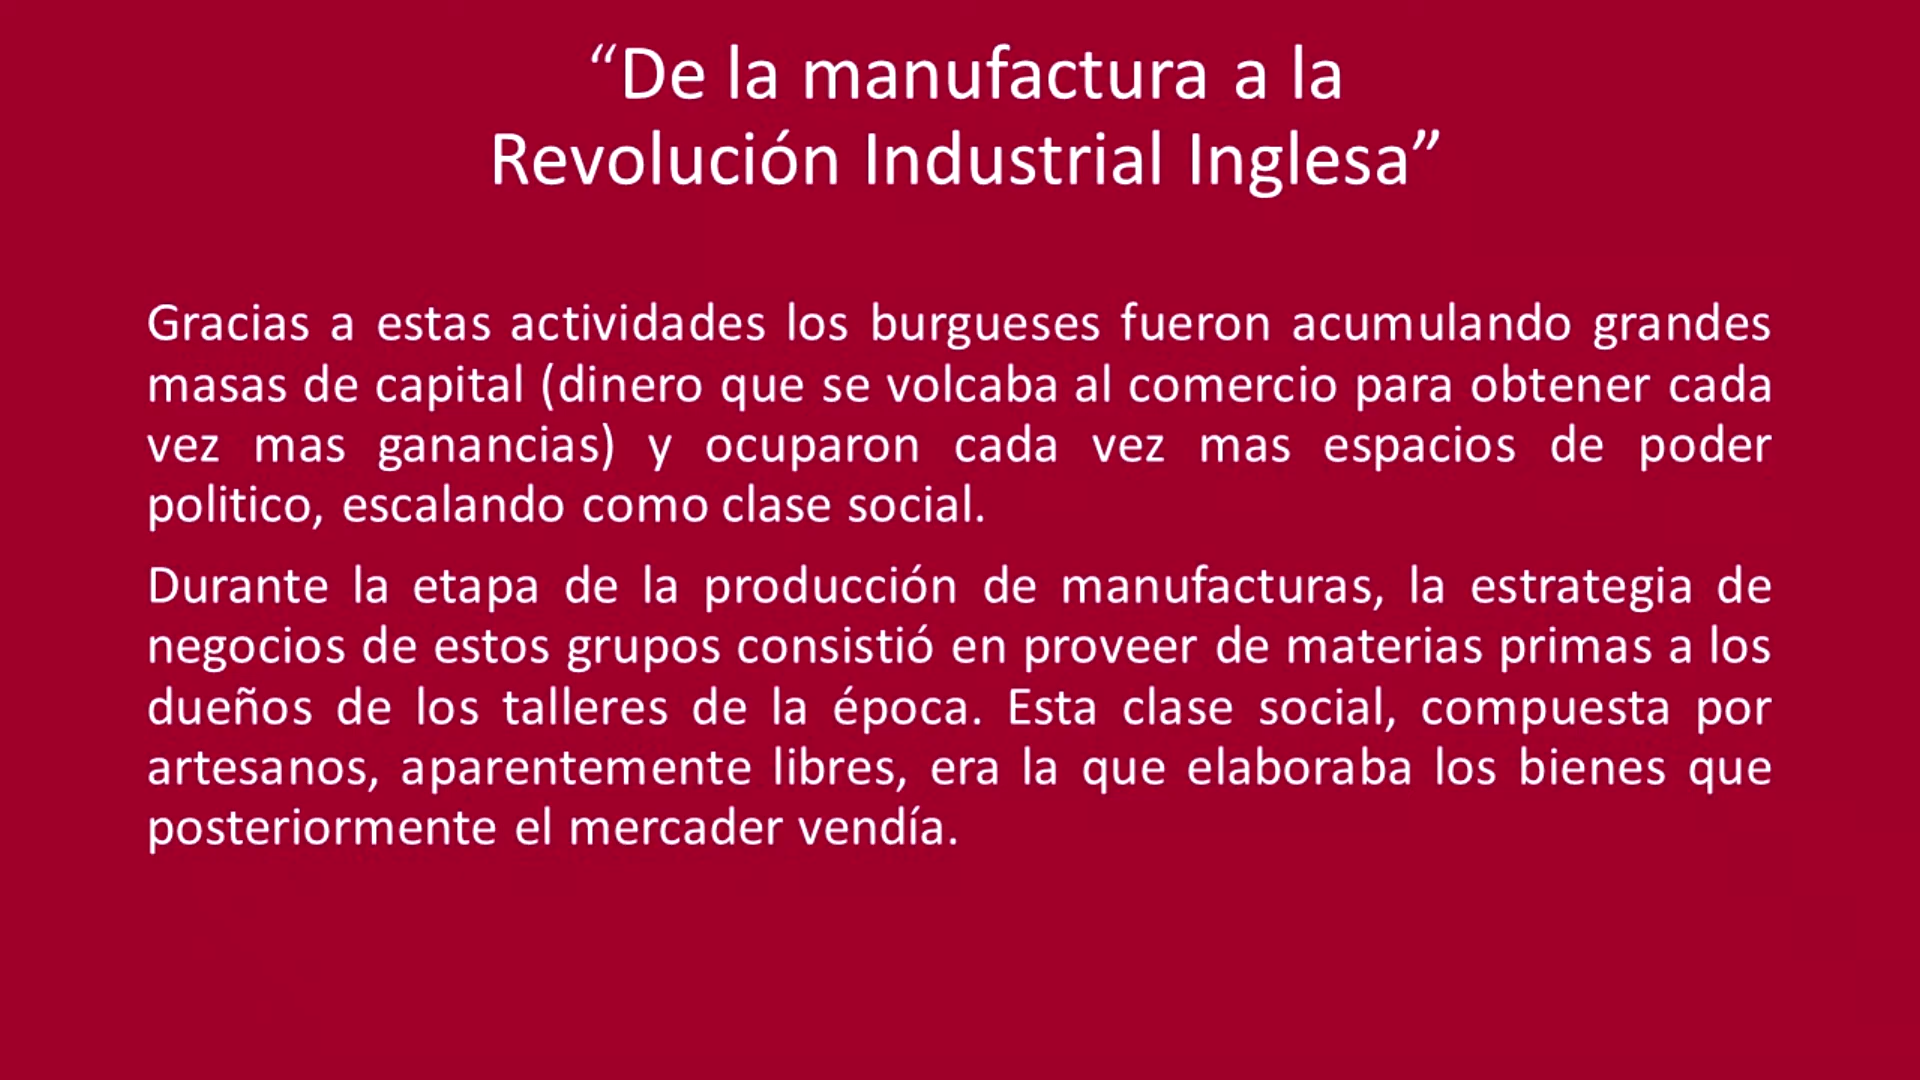 “De la manufactura a la
Revolución Industrial Inglesa”
Gracias a estas actividades los burgueses fueron acumulando grandes
masas de capital (dinero que se volcaba al comercio para obtener cada
vez mas ganancias) y ocuparon cada vez mas espacios de poder
politico, escalando como clase social.
Durante la etapa de la producción de manufacturas, la estrategia de
negocios de estos grupos consistió en proveer de materias primas a los
dueños de los talleres de la época. Esta clase social, compuesta por
artesanos, aparentemente libres, era la que elaboraba los bienes que
posteriormente el mercader vendía.